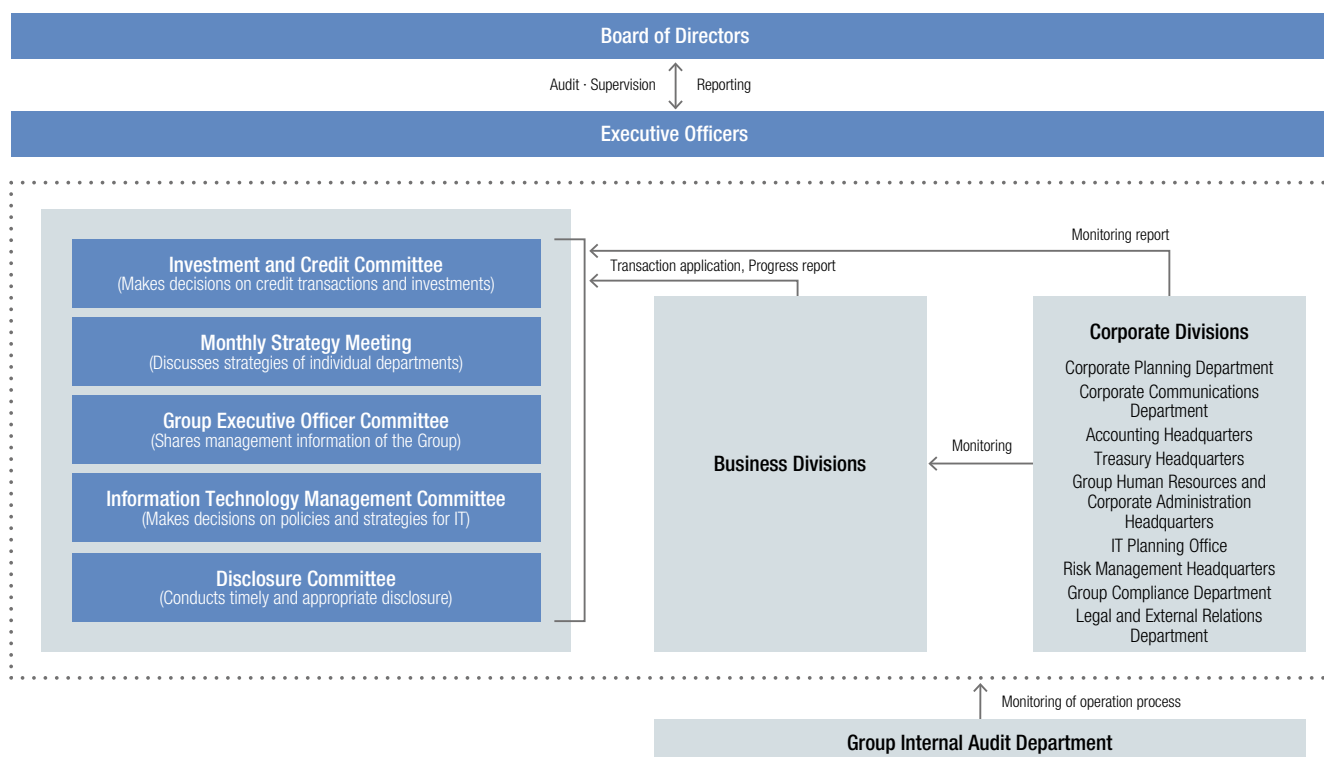 Board of Directors
Audit · Supervision
Reporting
Executive Officers
Monitoring report
Transaction application, Progress report
Investment and Credit Committee
(Makes decisions on credit transactions and investments)
Monthly Strategy Meeting
(Discusses strategies of individual departments)
Group Executive Officer Committee
(Shares management information of the Group)
Information Technology Management Committee
(Makes decisions on policies and strategies for IT)
Disclosure Committee
(Conducts timely and appropriate disclosure)
Business Divisions
Monitoring
Corporate Divisions
Corporate Planning Department
Corporate Communications
Department
Accounting Headquarters
Treasury Headquarters
Group Human Resources and
Corporate Administration
Headquarters
IT Planning Office
Risk Management Headquarters
Group Compliance Department
Legal and External Relations
Department
Monitoring of operation process
Group Internal Audit Department